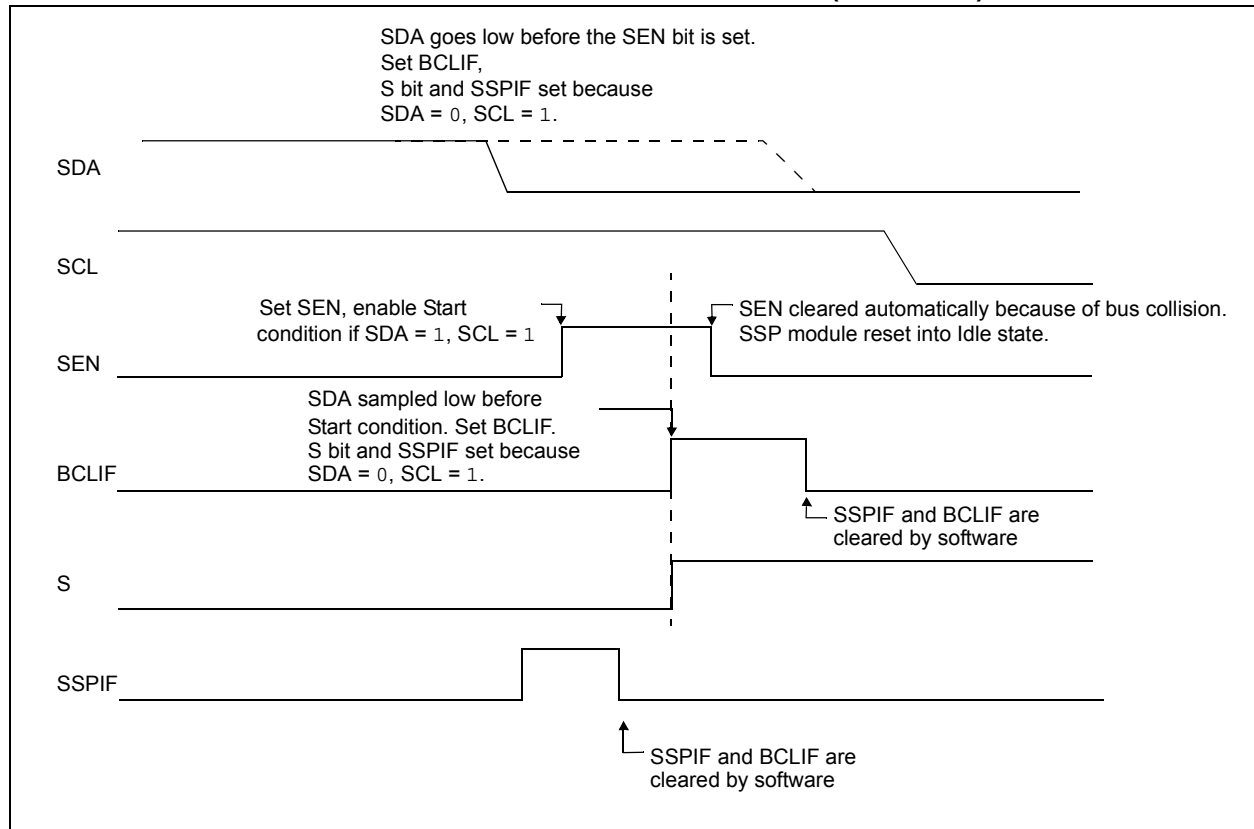 SDA goes low before the SEN bit is set.
Set BCLIF,
S bit and SSPIF set because
SDA = 0, SCL = 1.
SDA
SCL
Set SEN, enable Start
condition if SDA = 1, SCL = 1
SEN cleared automatically because of bus collision.
SSP module reset into Idle state.
SEN
SDA sampled low before
Start condition. Set BCLIF.
S bit and SSPIF set because
SDA = 0, SCL = 1.
BCLIF
SSPIF and BCLIF are
cleared by software
S
SSPIF
SSPIF and BCLIF are
cleared by software